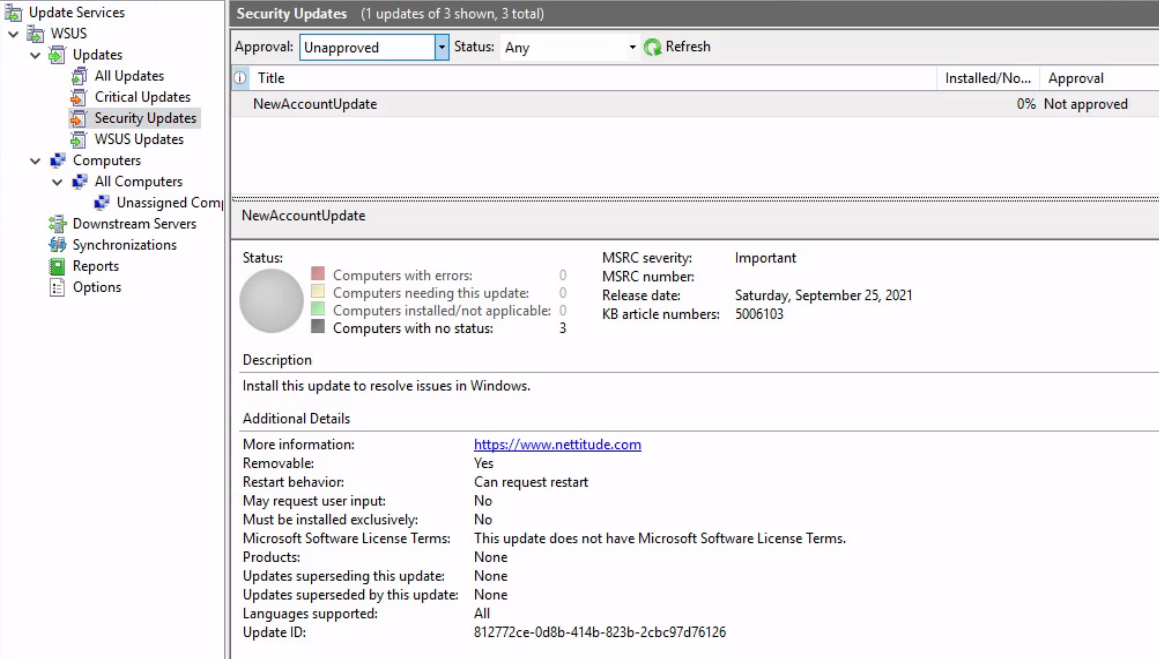 Update Services
WSUS
Updates
All Updates
Critical Updates
Security Updates
WSUS Updates
Computers
All Computers
Unassigned Comp
Downstream Servers
Synchronizations
Reports
Options
Security Updates (1 updates of 3 shown, 3 total)
Approval: Unapproved Status: Any Refresh
Title Installed/No... Approval
NewAccountUpdate 0% Not approved
NewAccountUpdate
Status:
Computers with errors: 0
Computers needing this update: 0
Computers installed/not applicable: 0
Computers with no status: 3
MSRC severity: Important
MSRC number:
Release date: Saturday, September 25, 2021
KB article numbers: 5006103
Description
Install this update to resolve issues in Windows.
Additional Details
More information: https://www.nettitude.com
Removable: Yes
Restart behavior: Can request restart
May request user input: No
Must be installed exclusively: No
Microsoft Software License Terms: This update does not have Microsoft Software License Terms.
Products: None
Updates superseding this update: None
Updates superseded by this update: None
Languages supported: All
Update ID: 812772ce-0d8b-414b-823b-2cbc97d76126